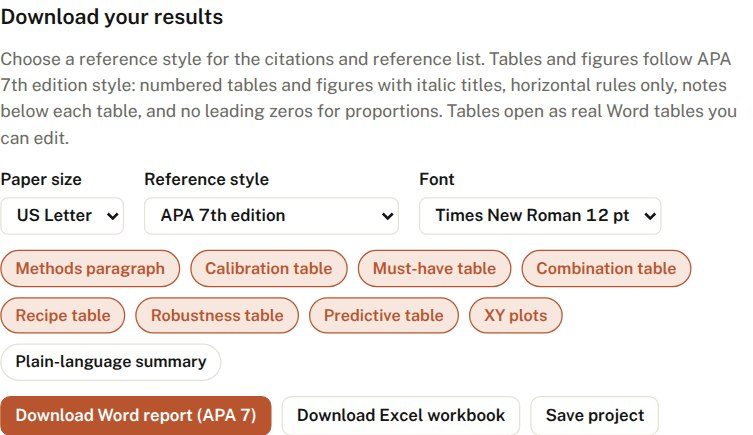 Download your results
Choose a reference style for the citations and reference list. Tables and figures follow APA
7th edition style: numbered tables and figures with italic titles, horizontal rules only, notes
below each table, and no leading zeros for proportions. Tables open as real Word tables you
can edit.
Paper size Reference style Font
US Letter APA 7th edition Times New Roman 12 pt
Methods paragraph Calibration table Must-have table Combination table
Recipe table Robustness table Predictive table XY plots
Plain-language summary
Download Word report (APA 7) Download Excel workbook Save project